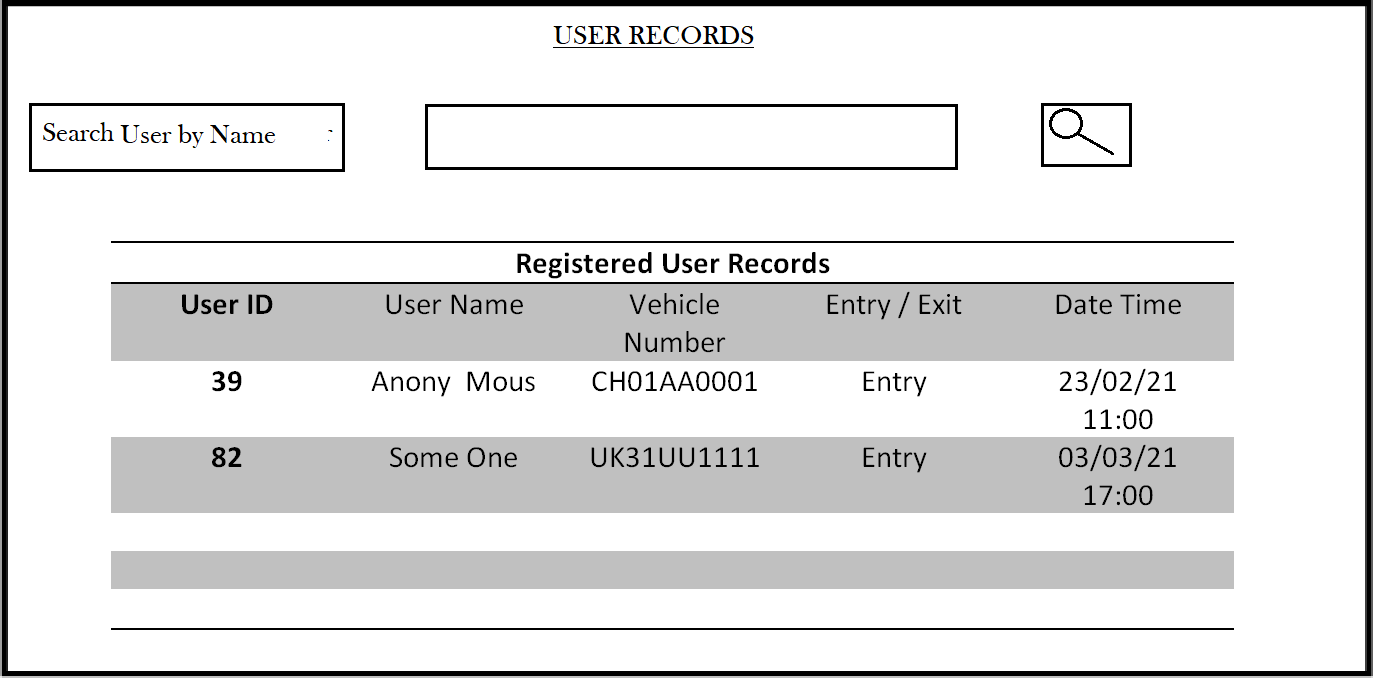 USER RECORDS
Search User by Name :
Registered User Records
User ID User Name Vehicle Number Entry / Exit Date Time
39 Anony Mous CH01AA0001 Entry 23/02/21 11:00
82 Some One UK31UU1111 Entry 03/03/21 17:00